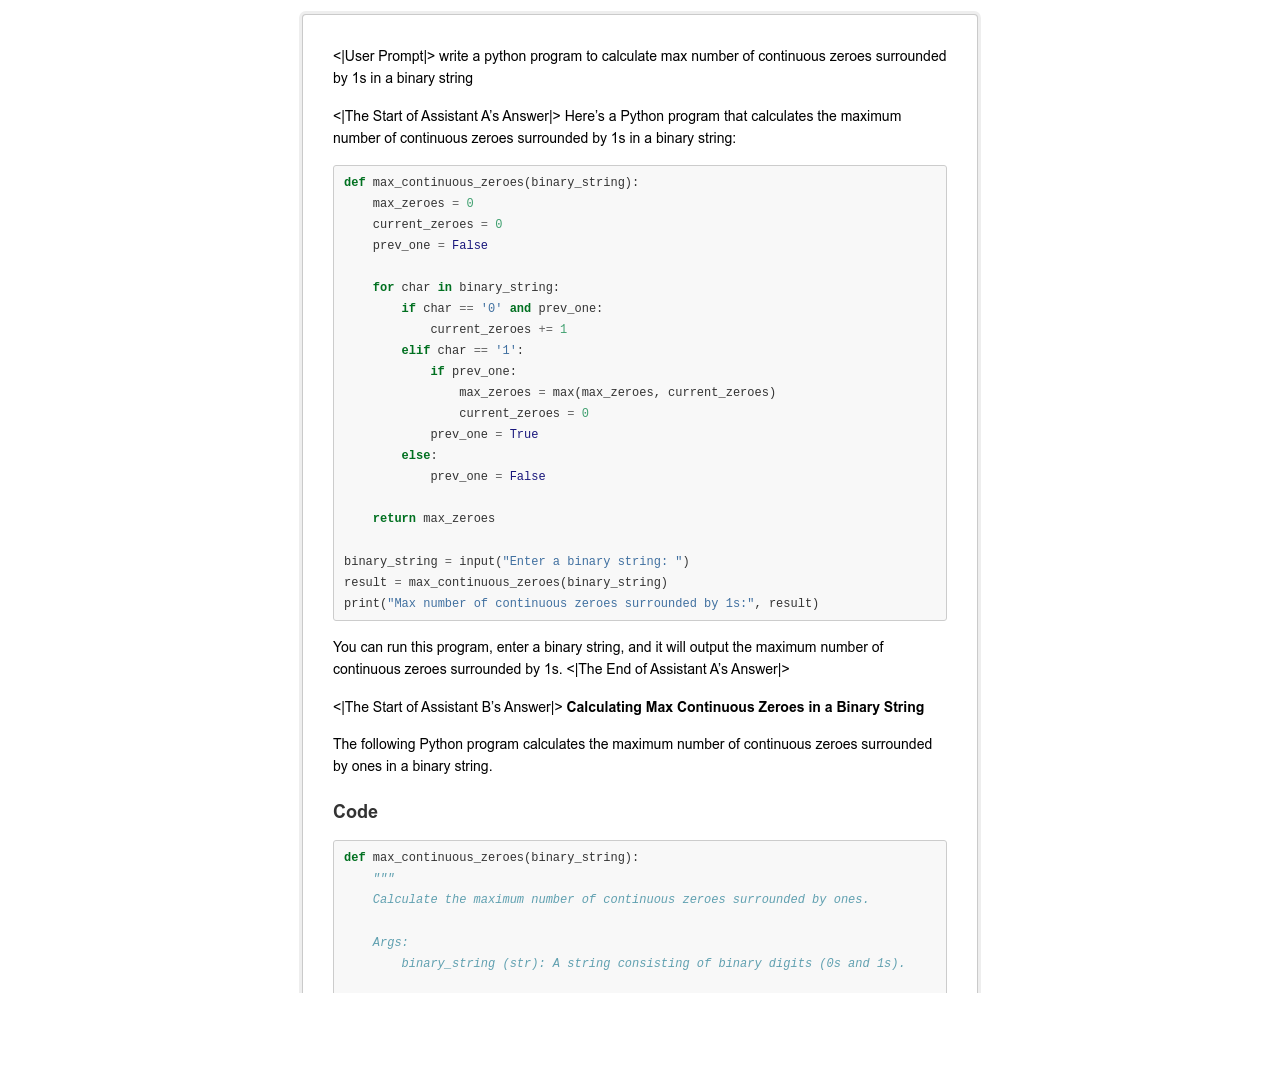 <|User Prompt|> write a python program to calculate max number of continuous zeroes surrounded
by 1s in a binary string
<|The Start of Assistant A’s Answer|> Here’s a Python program that calculates the maximum
number of continuous zeroes surrounded by 1s in a binary string:
def max_continuous_zeroes(binary_string):
    max_zeroes = 0
    current_zeroes = 0
    prev_one = False

    for char in binary_string:
        if char == '0' and prev_one:
            current_zeroes += 1
        elif char == '1':
            if prev_one:
                max_zeroes = max(max_zeroes, current_zeroes)
                current_zeroes = 0
            prev_one = True
        else:
            prev_one = False

    return max_zeroes

binary_string = input("Enter a binary string: ")
result = max_continuous_zeroes(binary_string)
print("Max number of continuous zeroes surrounded by 1s:", result)
You can run this program, enter a binary string, and it will output the maximum number of
continuous zeroes surrounded by 1s. <|The End of Assistant A’s Answer|>
<|The Start of Assistant B’s Answer|> Calculating Max Continuous Zeroes in a Binary String
The following Python program calculates the maximum number of continuous zeroes surrounded
by ones in a binary string.
Code
def max_continuous_zeroes(binary_string):
    """
    Calculate the maximum number of continuous zeroes surrounded by ones.

    Args:
        binary_string (str): A string consisting of binary digits (0s and 1s).